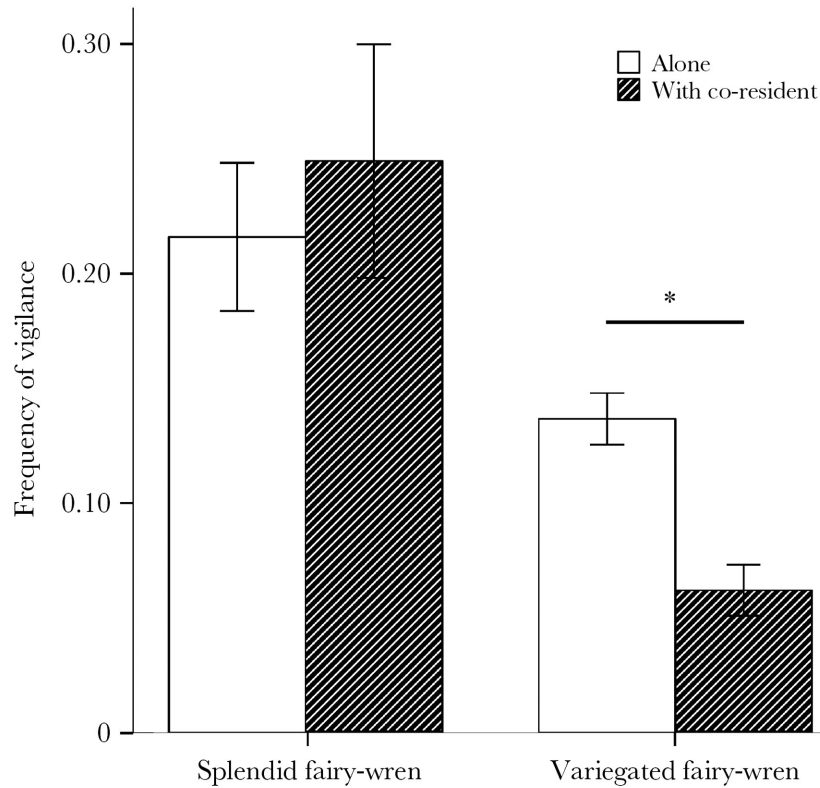 0.30
Alone
With co-resident
0.20
*
Frequency of vigilance
0.10
0
Splendid fairy-wren
Variegated fairy-wren